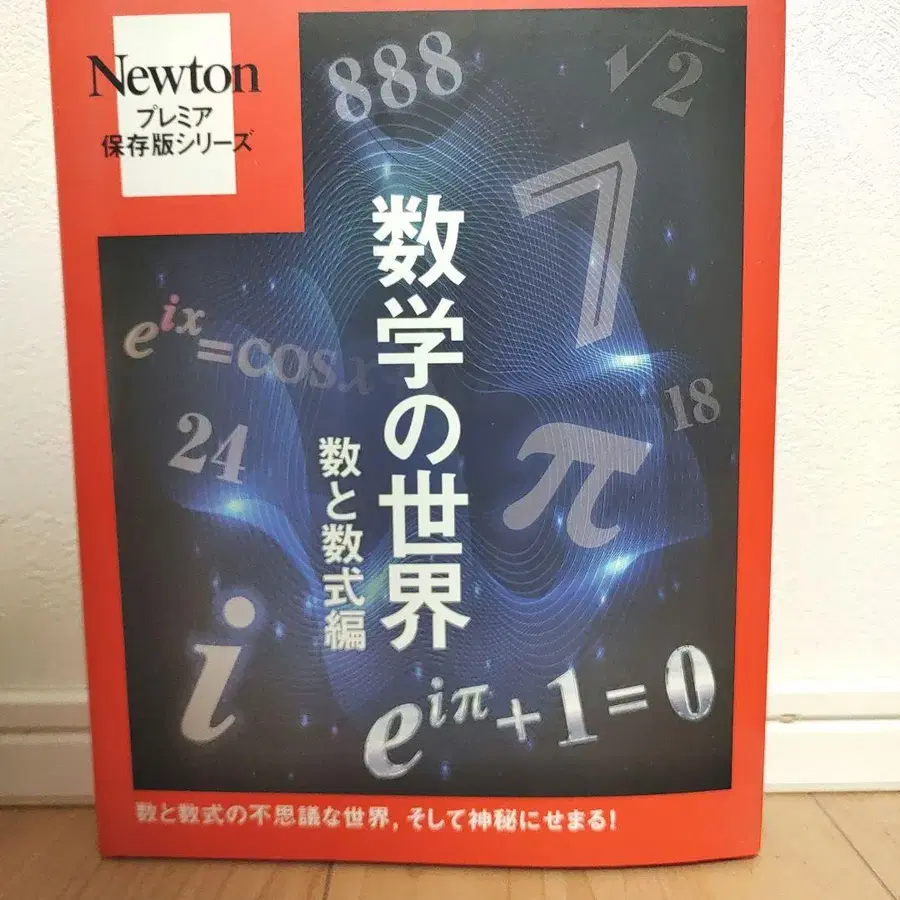 Newton
プレミア
保存版シリーズ
888
√2
7
数学の世界
数と数式編
e^{ix}=cosx
24
18
π
i
e^{iπ}+1=0
数と数式の不思議な世界，そして神秘にせまる！